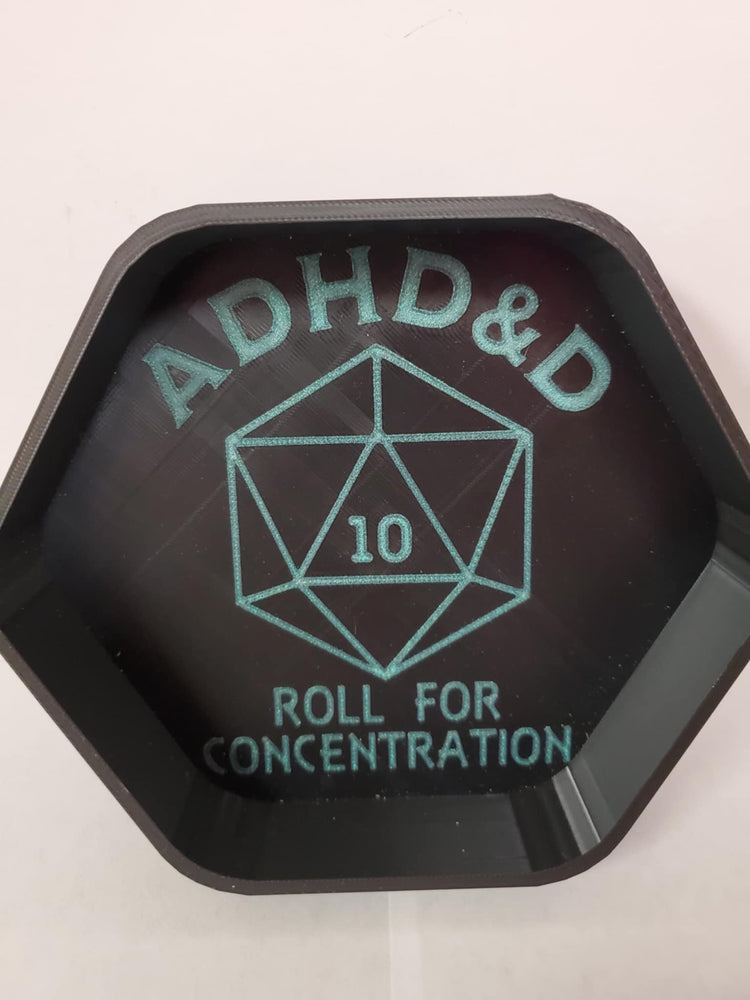 ADHD&D
10
ROLL FOR
CONCENTRATION